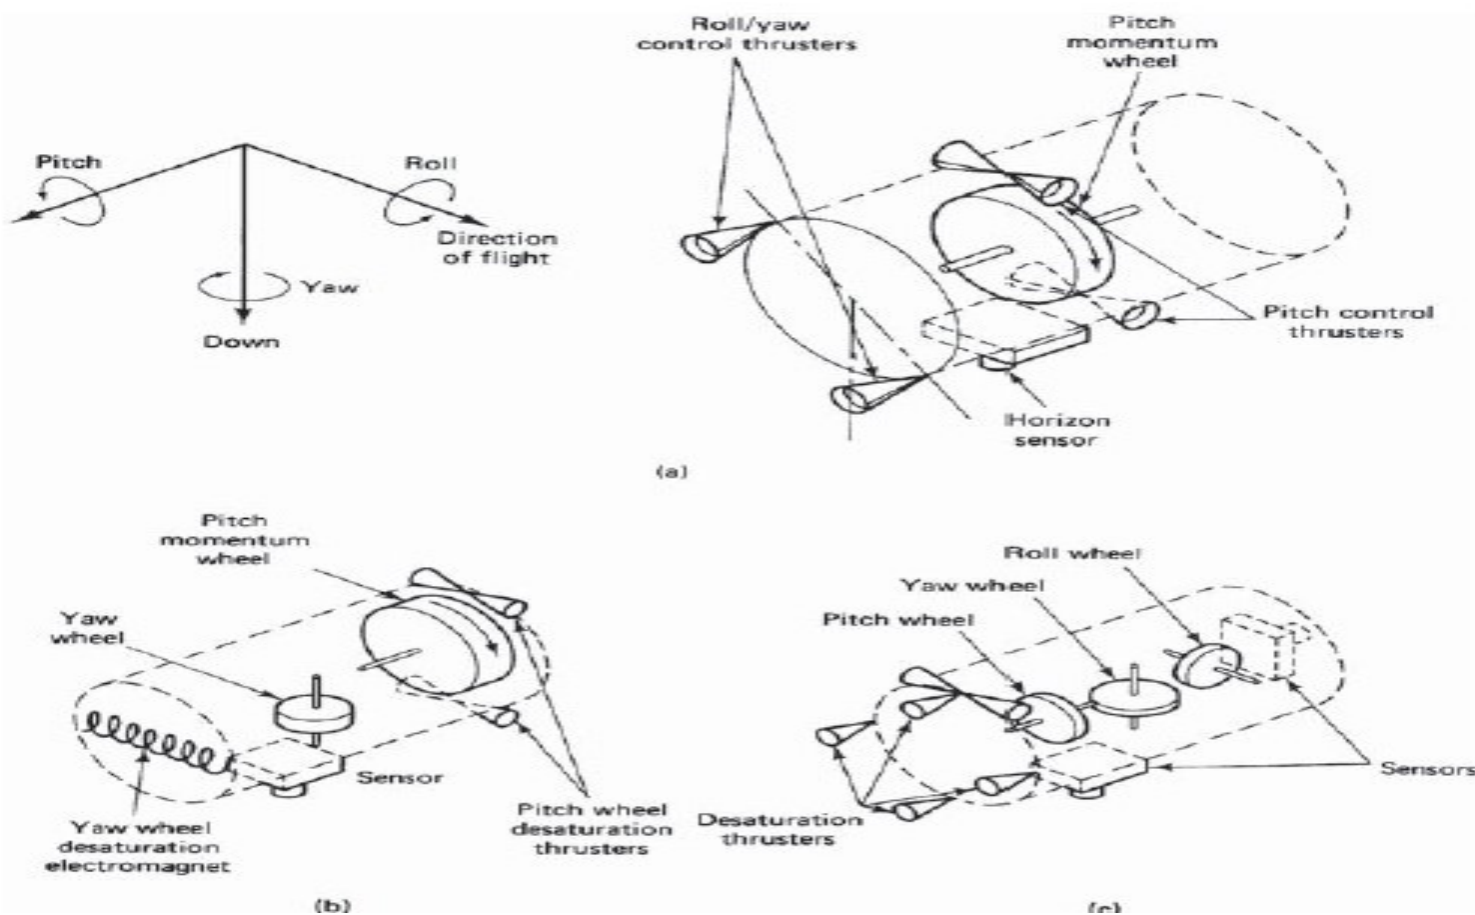 Roll/yaw
control thrusters
Pitch
momentum
wheel
Pitch
Roll
Direction
of flight
Yaw
Down
Pitch control
thrusters
Horizon
sensor
(a)
Pitch
momentum
wheel
Yaw
wheel
Sensor
Yaw wheel
desaturation
electromagnet
Pitch wheel
desaturation
thrusters
(b)
Roll wheel
Yaw wheel
Pitch wheel
Desaturation
thrusters
Sensors
(c)